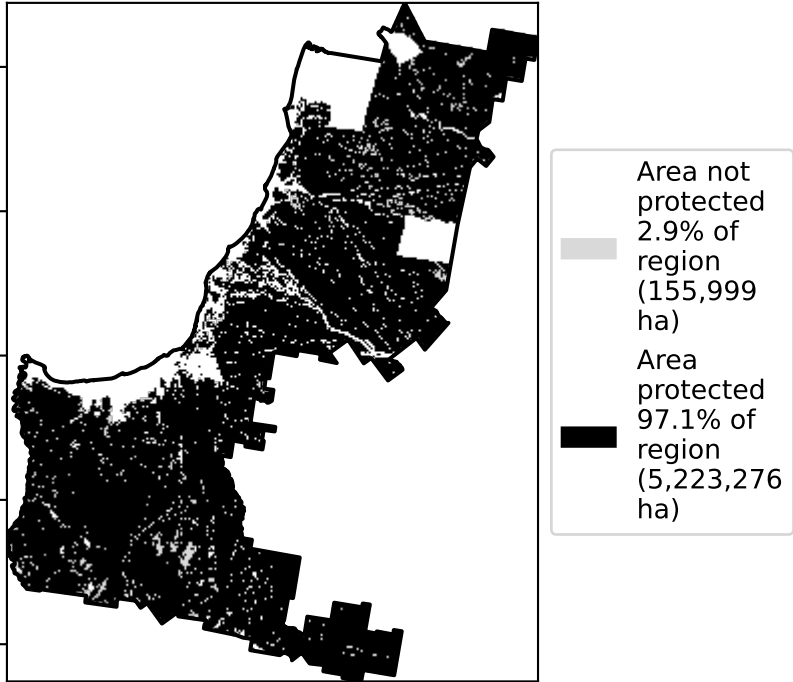 Area not
protected
2.9% of
region
(155,999
ha)
Area
protected
97.1% of
region
(5,223,276
ha)